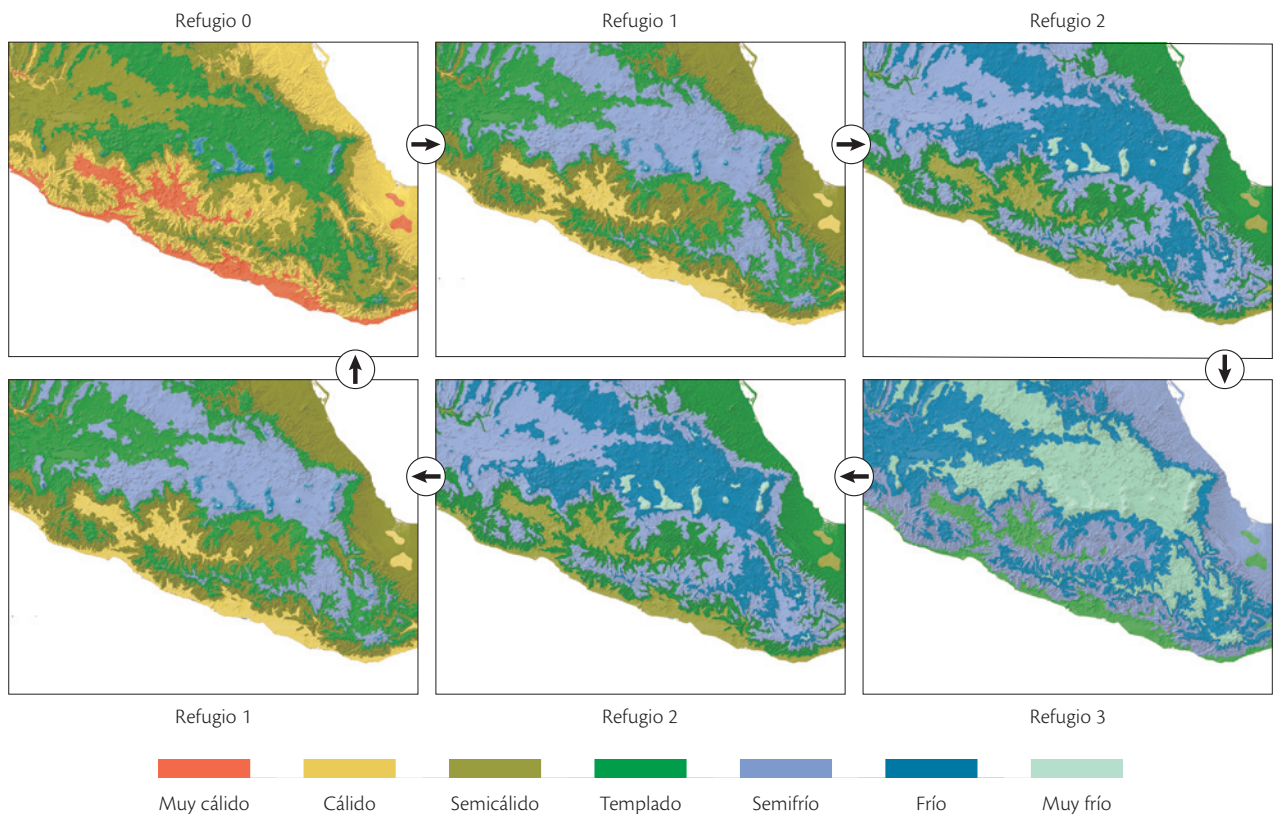 Refugio 0
Refugio 1
Refugio 2
Refugio 1
Refugio 2
Refugio 3
Muy cálido
Cálido
Semicálido
Templado
Semifrío
Frío
Muy frío